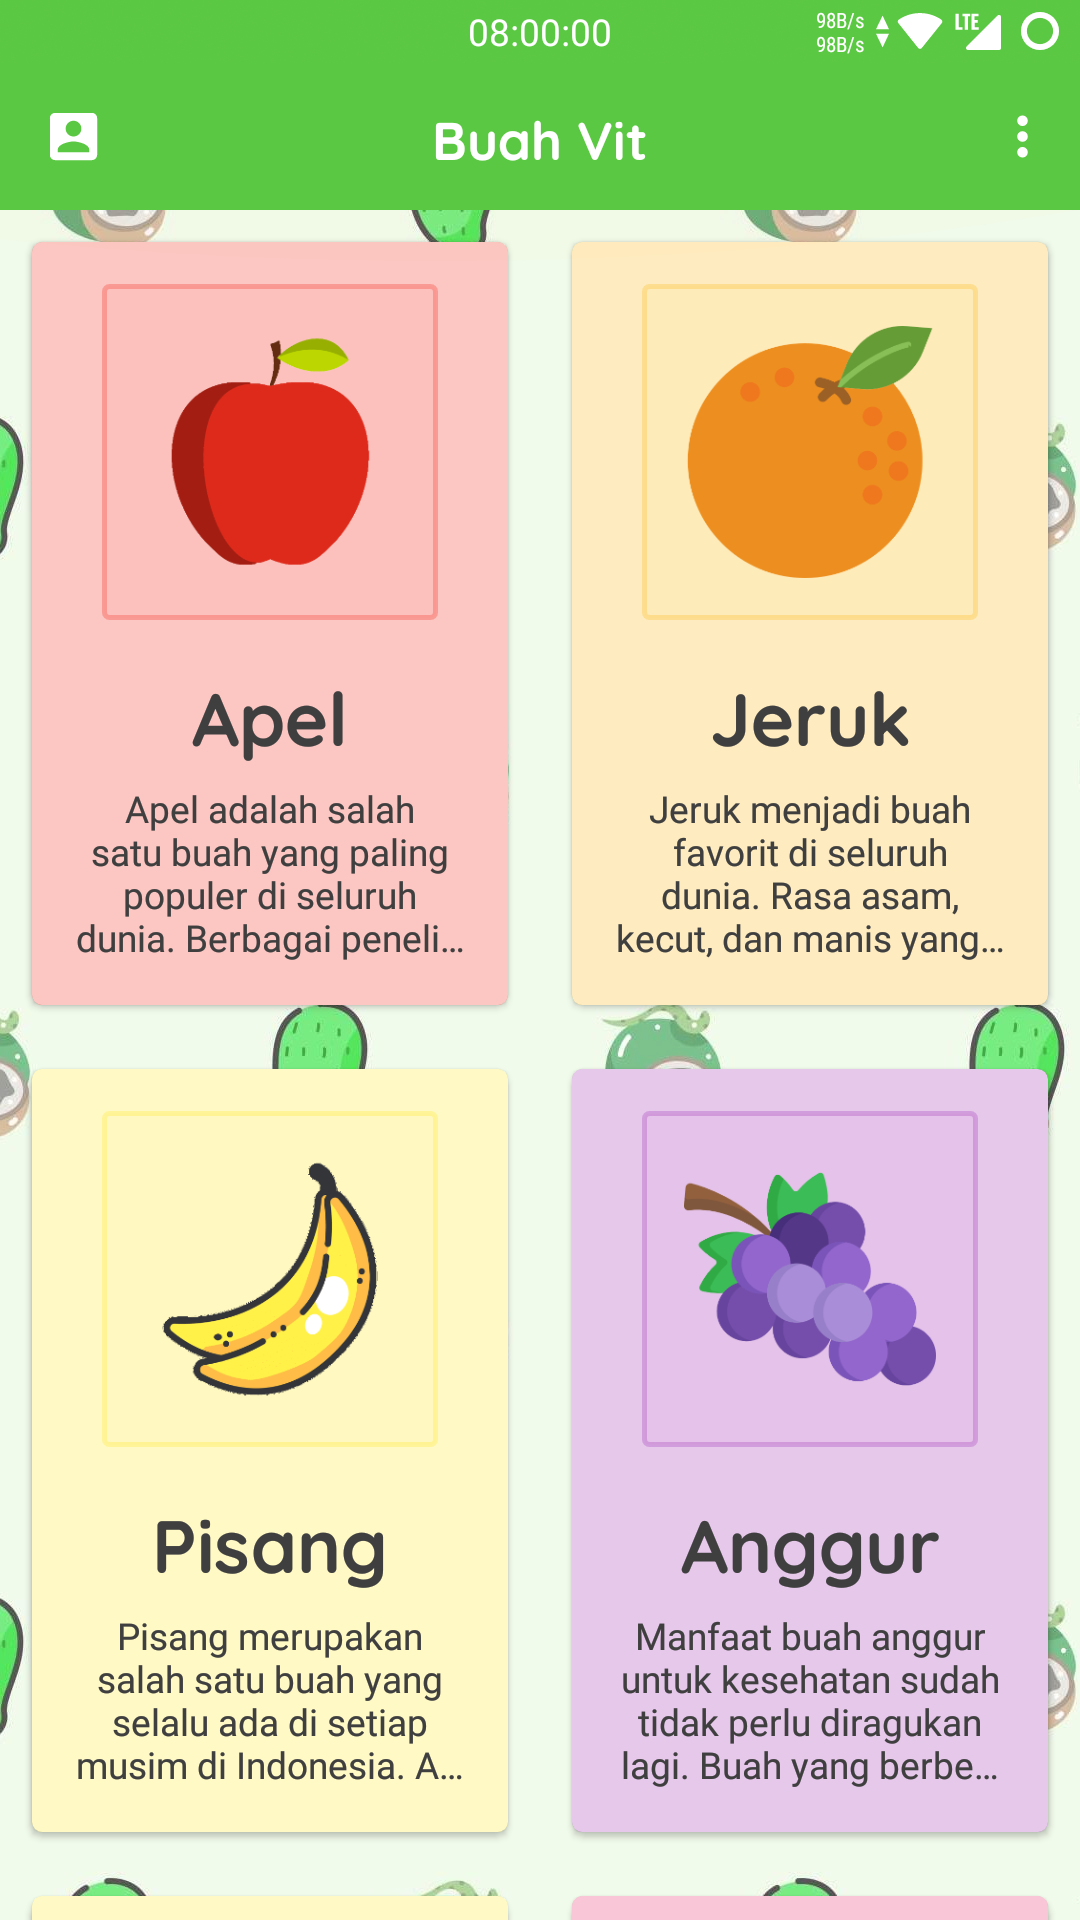 08:00:00
98B/s
98B/s
LTE
Buah Vit
Apel
Apel adalah salah
satu buah yang paling
populer di seluruh
dunia. Berbagai peneli...
Jeruk
Jeruk menjadi buah
favorit di seluruh
dunia. Rasa asam,
kecut, dan manis yang...
Pisang
Pisang merupakan
salah satu buah yang
selalu ada di setiap
musim di Indonesia. A...
Anggur
Manfaat buah anggur
untuk kesehatan sudah
tidak perlu diragukan
lagi. Buah yang berbe...